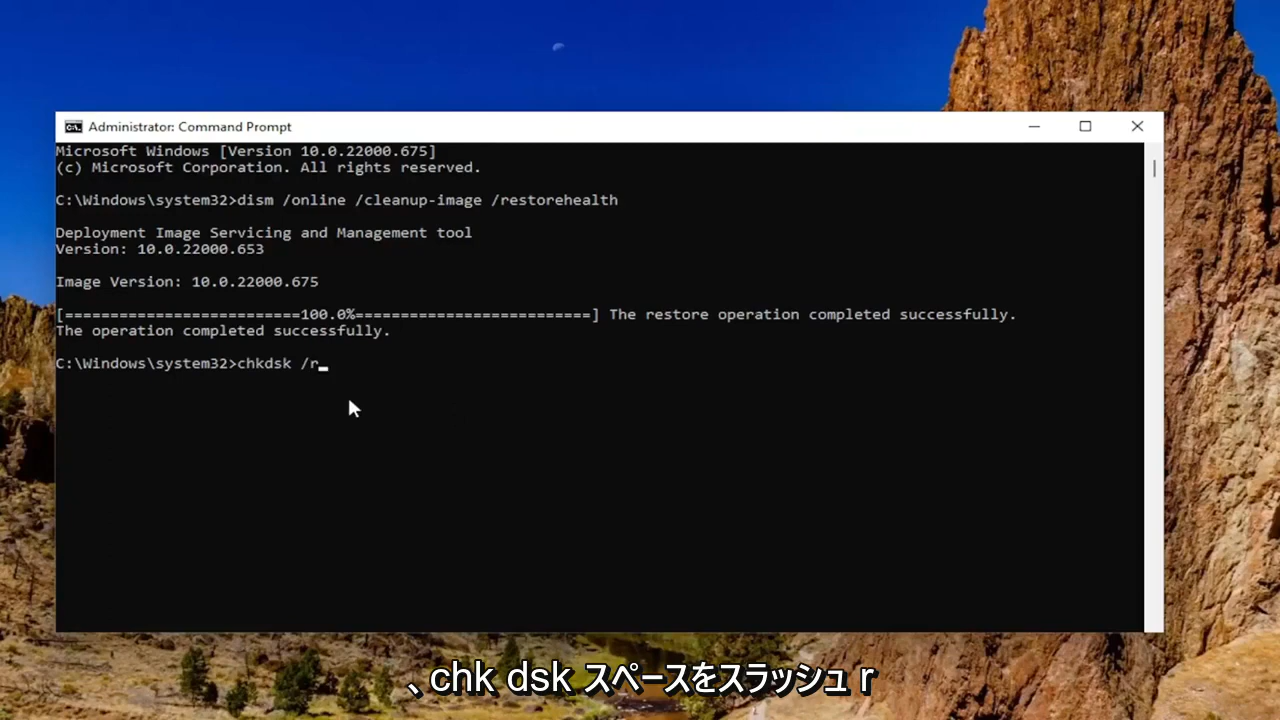 Administrator: Command Prompt
Microsoft Windows [Version 10.0.22000.675]
(c) Microsoft Corporation. All rights reserved.
C:\Windows\system32>dism /online /cleanup-image /restorehealth
Deployment Image Servicing and Management tool
Version: 10.0.22000.653
Image Version: 10.0.22000.675
[==========================100.0%==========================] The restore operation completed successfully.
The operation completed successfully.
C:\Windows\system32>chkdsk /r
、chk dsk スペースをスラッシュ r